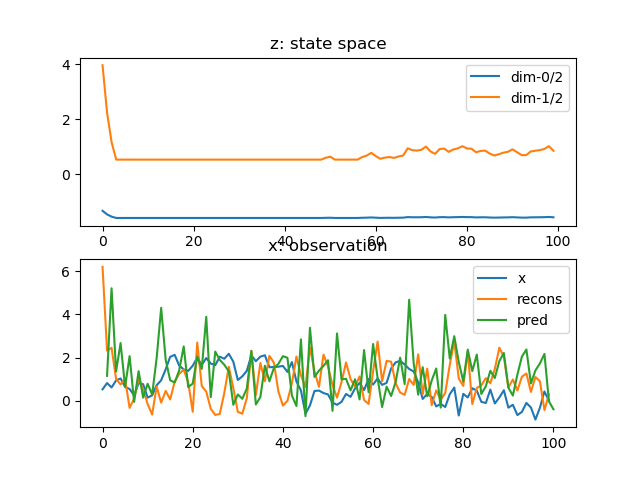 z: state space
4
2
0
dim-0/2
dim-1/2
0 20 40 60 80 100
x: observation
6
4
2
0
x
recons
pred
0 20 40 60 80 100